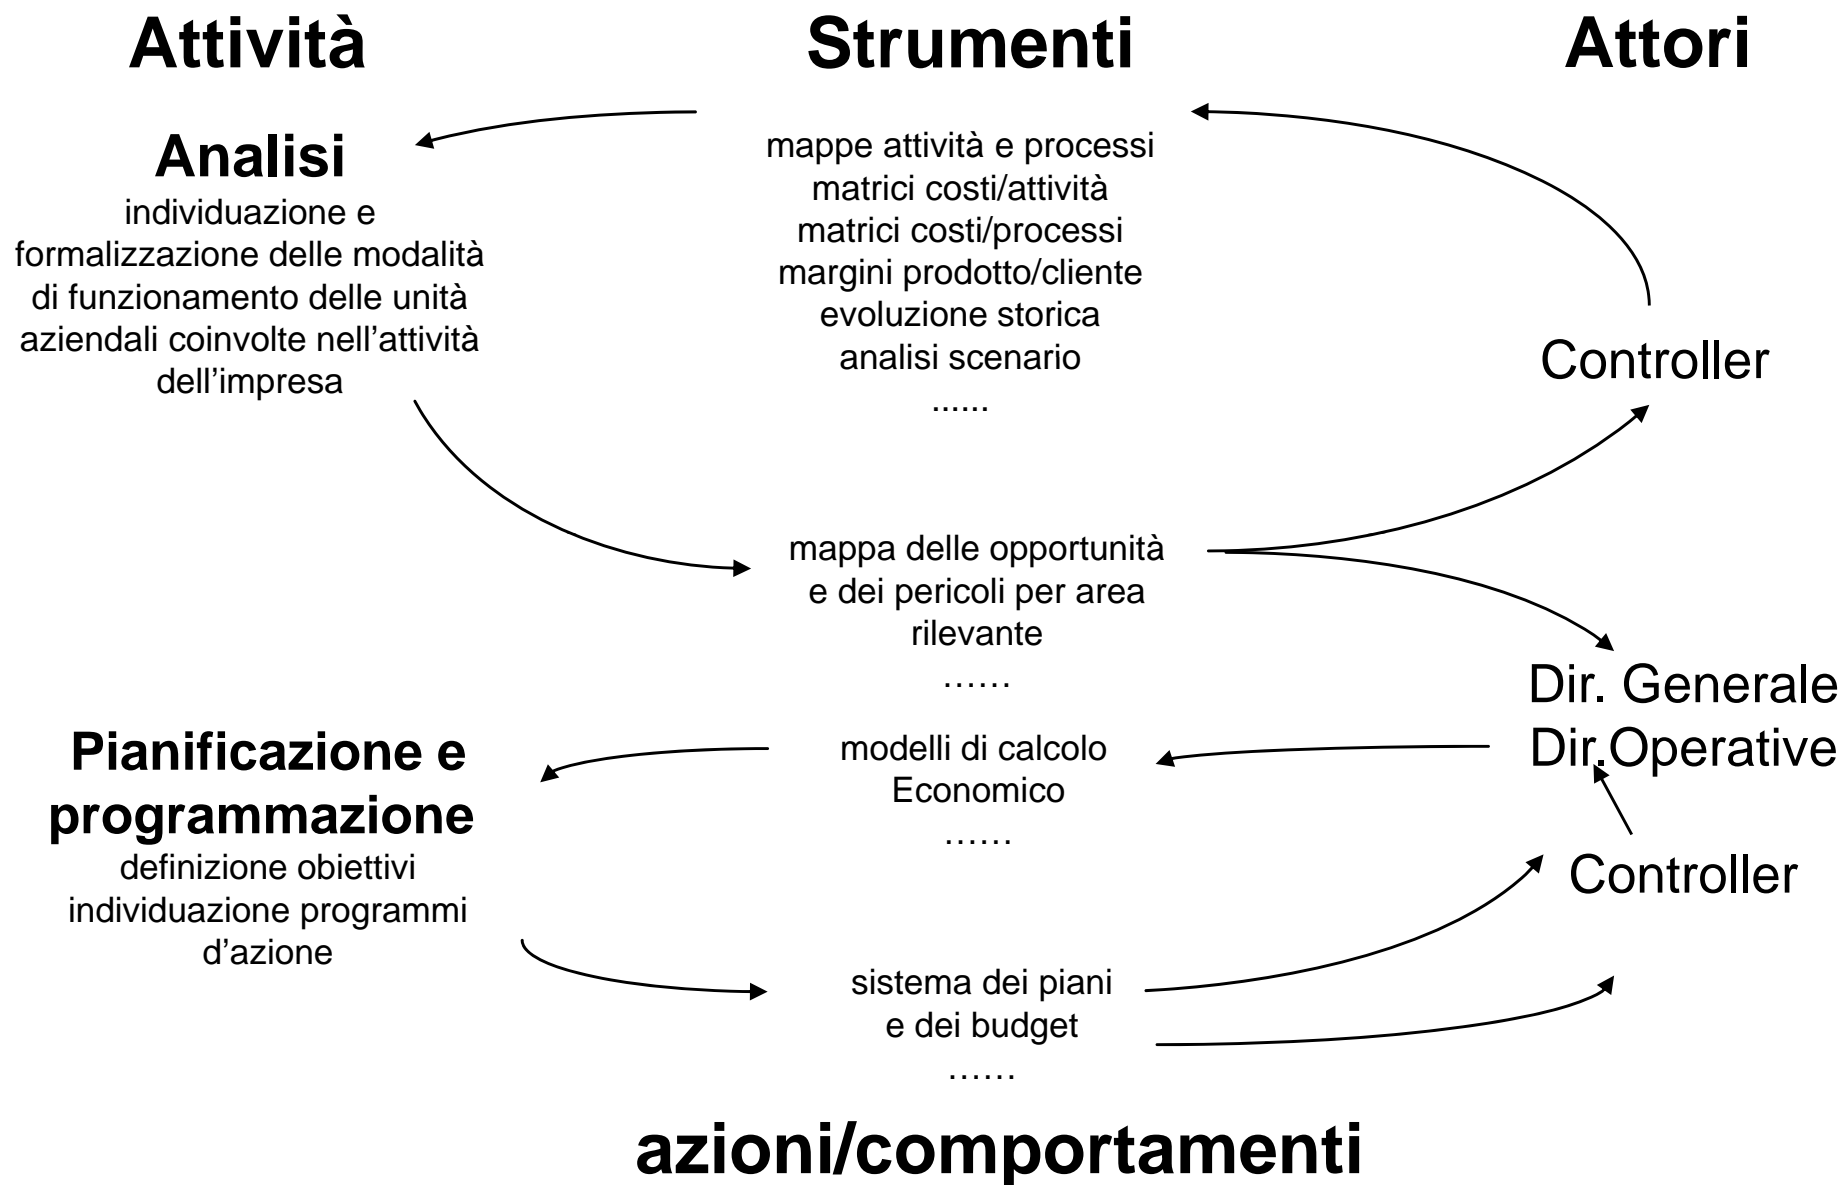 Attività
Strumenti
Attori
Analisi
individuazione e
formalizzazione delle modalità
di funzionamento delle unità
aziendali coinvolte nell’attività
dell’impresa
mappe attività e processi
matrici costi/attività
matrici costi/processi
margini prodotto/cliente
evoluzione storica
analisi scenario
......
Controller
mappa delle opportunità
e dei pericoli per area
rilevante
……
Dir. Generale
Dir.Operative
Pianificazione e
programmazione
definizione obiettivi
individuazione programmi
d’azione
modelli di calcolo
Economico
……
Controller
sistema dei piani
e dei budget
……
azioni/comportamenti